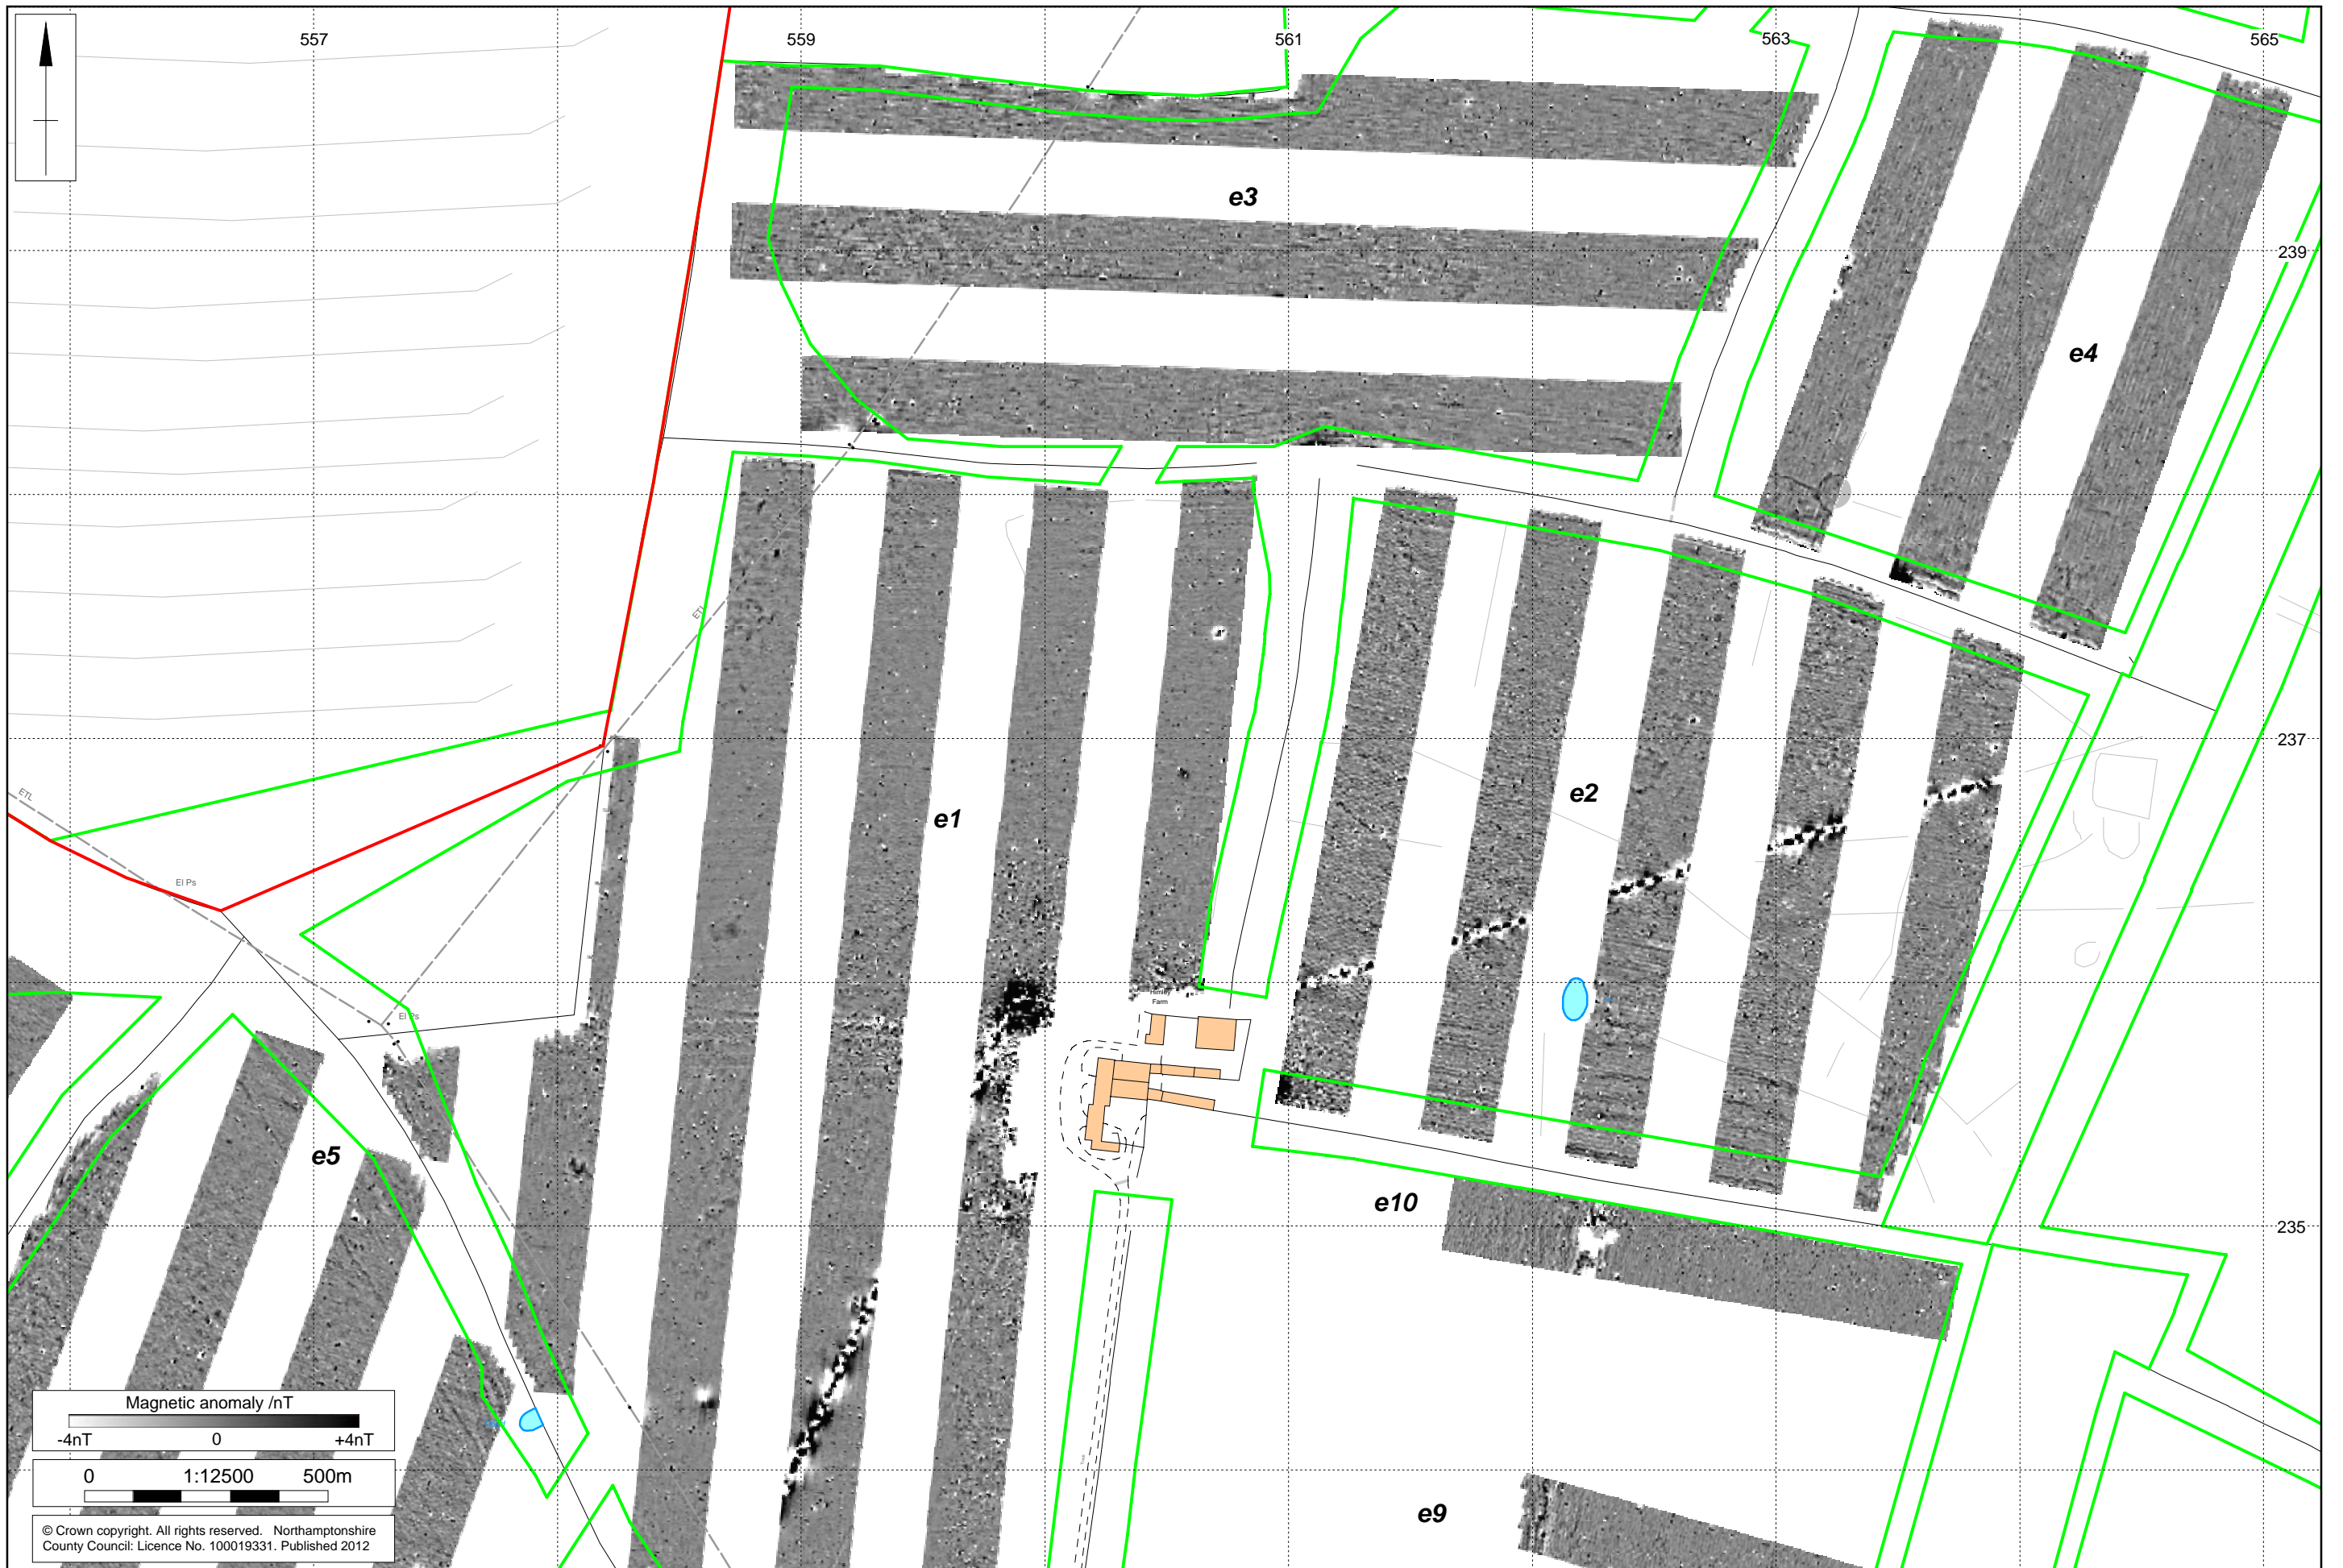 557
559
561
563
565
e3
239
e4
ETL
237
e2
e1
ETL
El Ps
Himley
Farm
El Ps
e5
e10
235
Magnetic anomaly /nT
-4nT 0 +4nT
0 1:12500 500m
e9
© Crown copyright. All rights reserved. Northamptonshire
County Council: Licence No. 100019331. Published 2012